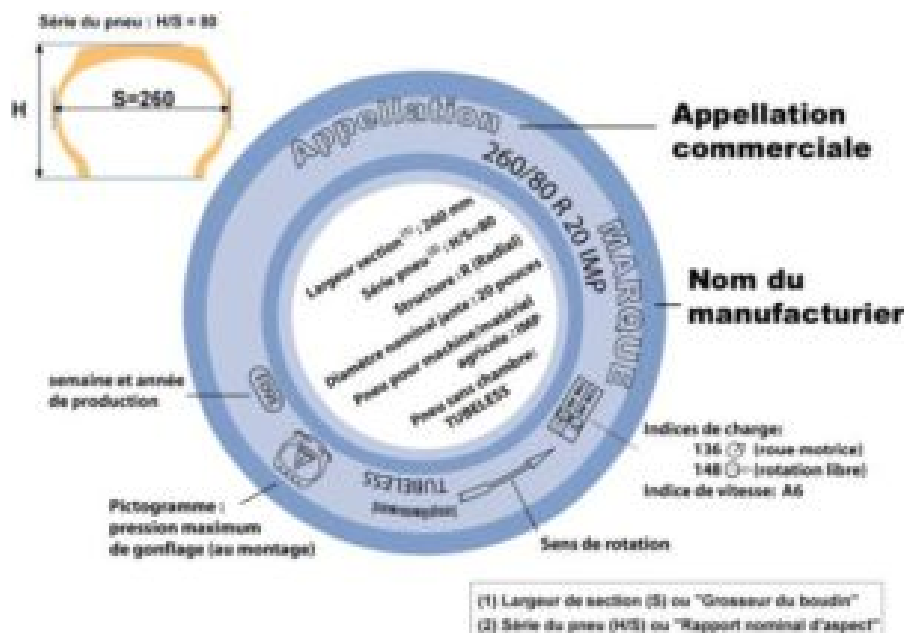 Série du pneu : H/S = 80
H
S=260
Appellation
260/80 R 20 IMP
MARQUE
Appellation
commerciale
Nom du
manufacturier
Largeur section(1) : 260 mm
Série pneu(2) : H/S=80
Structure : R (Radial)
Diamètre nominal jante : 20 pouces
Pneu pour machine/matériel
agricole : IMP
Pneu sans chambre:
TUBELESS
semaine et année
de production
Pictogramme :
pression maximum
de gonflage (au montage)
TUBELESS
Sens de rotation
Indices de charge:
136 (roue motrice)
148 (rotation libre)
Indice de vitesse: A6
(1) Largeur de section (S) ou "Grosseur du boudin"
(2) Série du pneu (H/S) ou "Rapport nominal d'aspect"